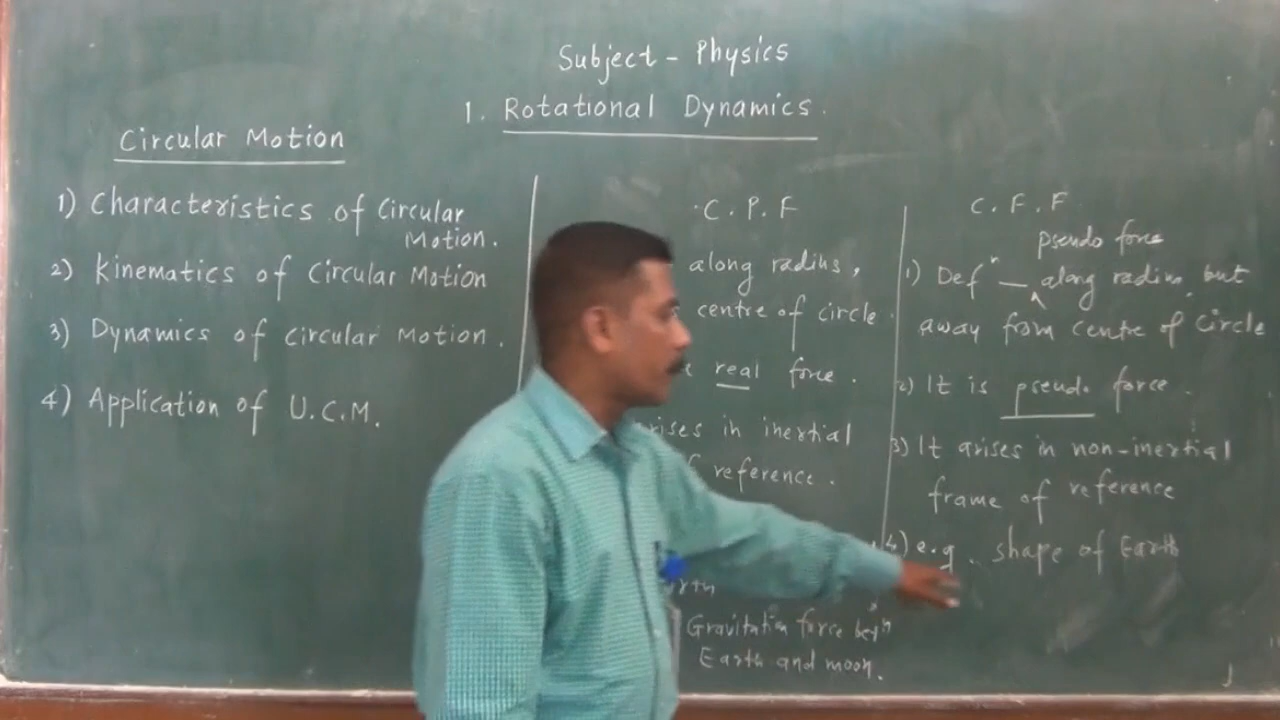 Subject - Physics
1. Rotational Dynamics.
Circular Motion
1) Characteristics of Circular
Motion.
2) Kinematics of Circular Motion
3) Dynamics of Circular Motion.
4) Application of U.C.M.
C.P.F
along radius,
centre of circle
real force.
in inertial
reference.
Gravitation force betn
Earth and moon.
C.F.F
pseudo force
1) Defn — along radius, but
away from centre of Circle
2) It is pseudo force.
3) It arises in non-inertial
frame of reference
4) e.g. shape of Earth